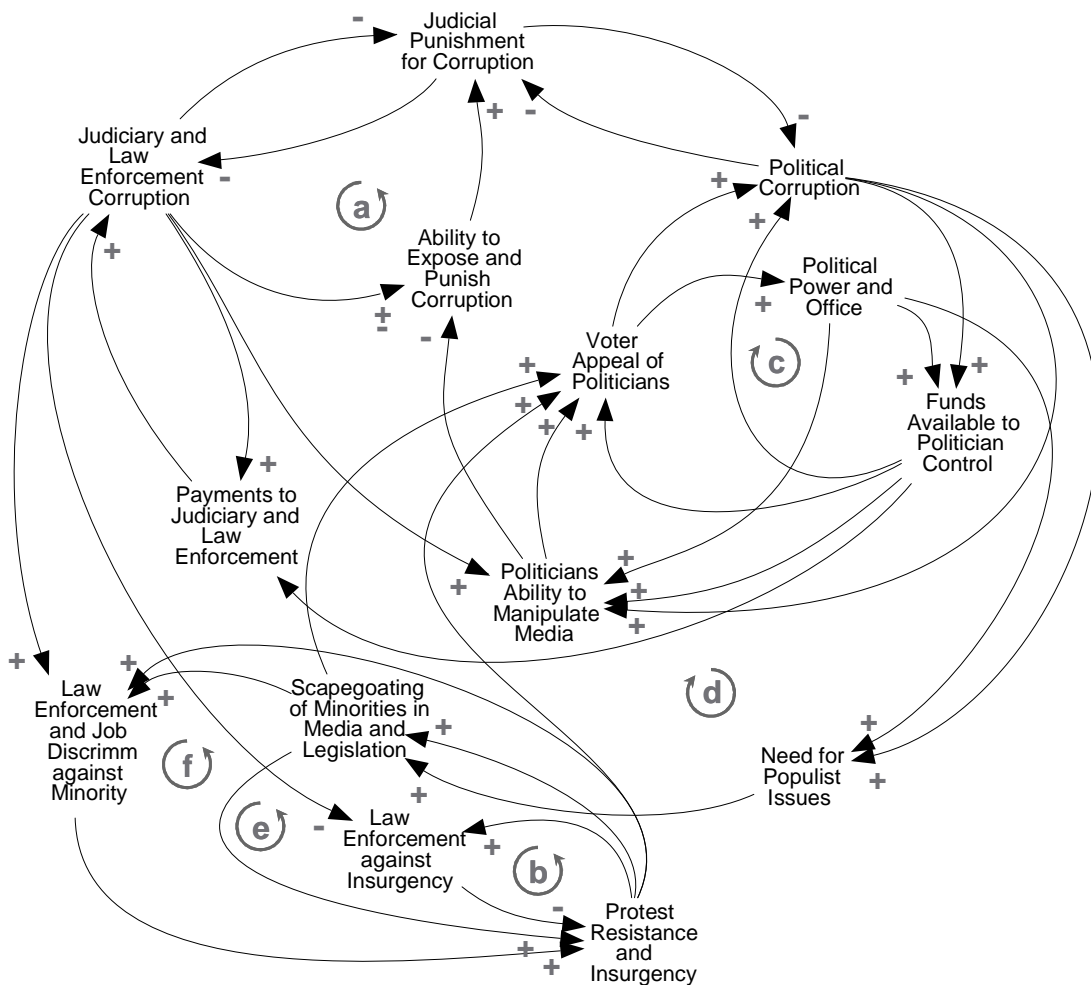 Judicial
Punishment
for Corruption
-
+
-
-
Judiciary and
Law
Enforcement
Corruption
-
+
Political
Corruption
+
+
a
Ability to
Expose and
Punish
Corruption
+
-
-
Political
Power and
Office
+
Voter
Appeal of
Politicians
+
+
+
+
c
+
+
Funds
Available to
Politician
Control
+
Payments to
Judiciary and
Law
Enforcement
Politicians
Ability to
Manipulate
Media
+
+
+
+
+
+
+
Law
Enforcement
and Job
Discrimm
against
Minority
Scapegoating
of Minorities in
Media and
Legislation
+
+
d
f
e
+
+
Need for
Populist
Issues
-
Law
Enforcement
against
Insurgency
+
b
-
+
+
Protest
Resistance
and
Insurgency